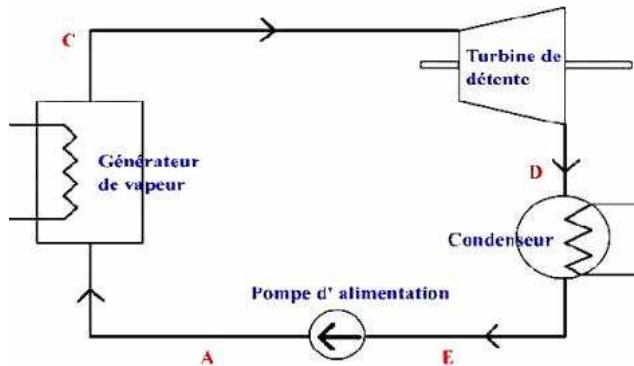 C
Turbine de
détente
Générateur
de vapeur
D
Condenseur
Pompe d' alimentation
A
E